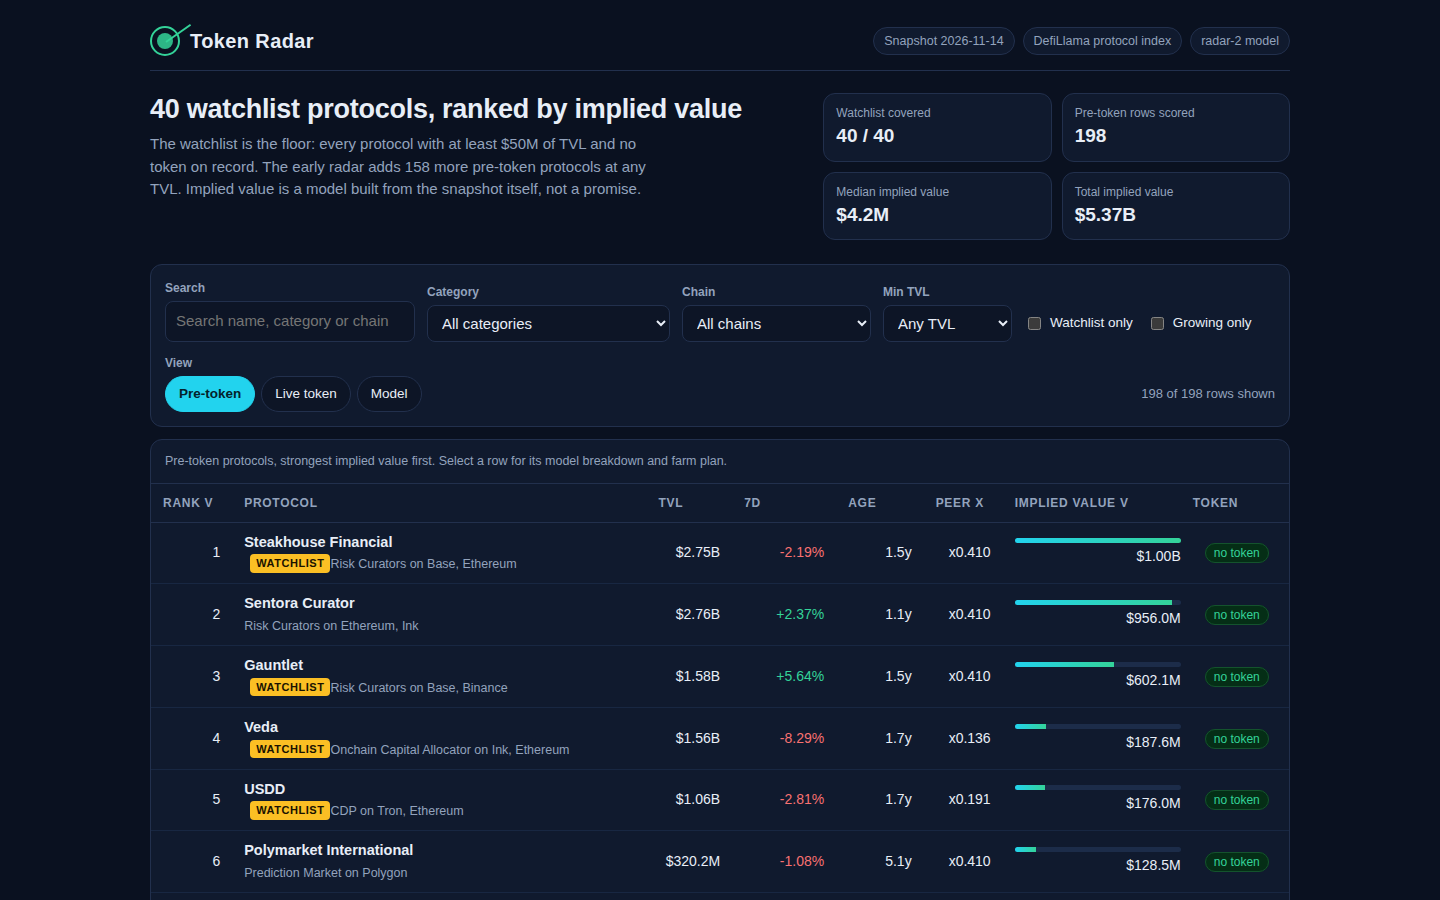 Token Radar
Snapshot 2026-11-14
DefiLlama protocol index
radar-2 model
40 watchlist protocols, ranked by implied value
The watchlist is the floor: every protocol with at least $50M of TVL and no
token on record. The early radar adds 158 more pre-token protocols at any
TVL. Implied value is a model built from the snapshot itself, not a promise.
Watchlist covered
40 / 40
Pre-token rows scored
198
Median implied value
$4.2M
Total implied value
$5.37B
Search
Search name, category or chain
Category
All categories
Chain
All chains
Min TVL
Any TVL
Watchlist only
Growing only
View
Pre-token
Live token
Model
198 of 198 rows shown
Pre-token protocols, strongest implied value first. Select a row for its model breakdown and farm plan.
RANK V PROTOCOL TVL 7D AGE PEER X IMPLIED VALUE V TOKEN
1 Steakhouse Financial $2.75B -2.19% 1.5y x0.410 $1.00B no token
WATCHLIST Risk Curators on Base, Ethereum
2 Sentora Curator $2.76B +2.37% 1.1y x0.410 $956.0M no token
Risk Curators on Ethereum, Ink
3 Gauntlet $1.58B +5.64% 1.5y x0.410 $602.1M no token
WATCHLIST Risk Curators on Base, Binance
4 Veda $1.56B -8.29% 1.7y x0.136 $187.6M no token
WATCHLIST Onchain Capital Allocator on Ink, Ethereum
5 USDD $1.06B -2.81% 1.7y x0.191 $176.0M no token
WATCHLIST CDP on Tron, Ethereum
6 Polymarket International $320.2M -1.08% 5.1y x0.410 $128.5M no token
Prediction Market on Polygon